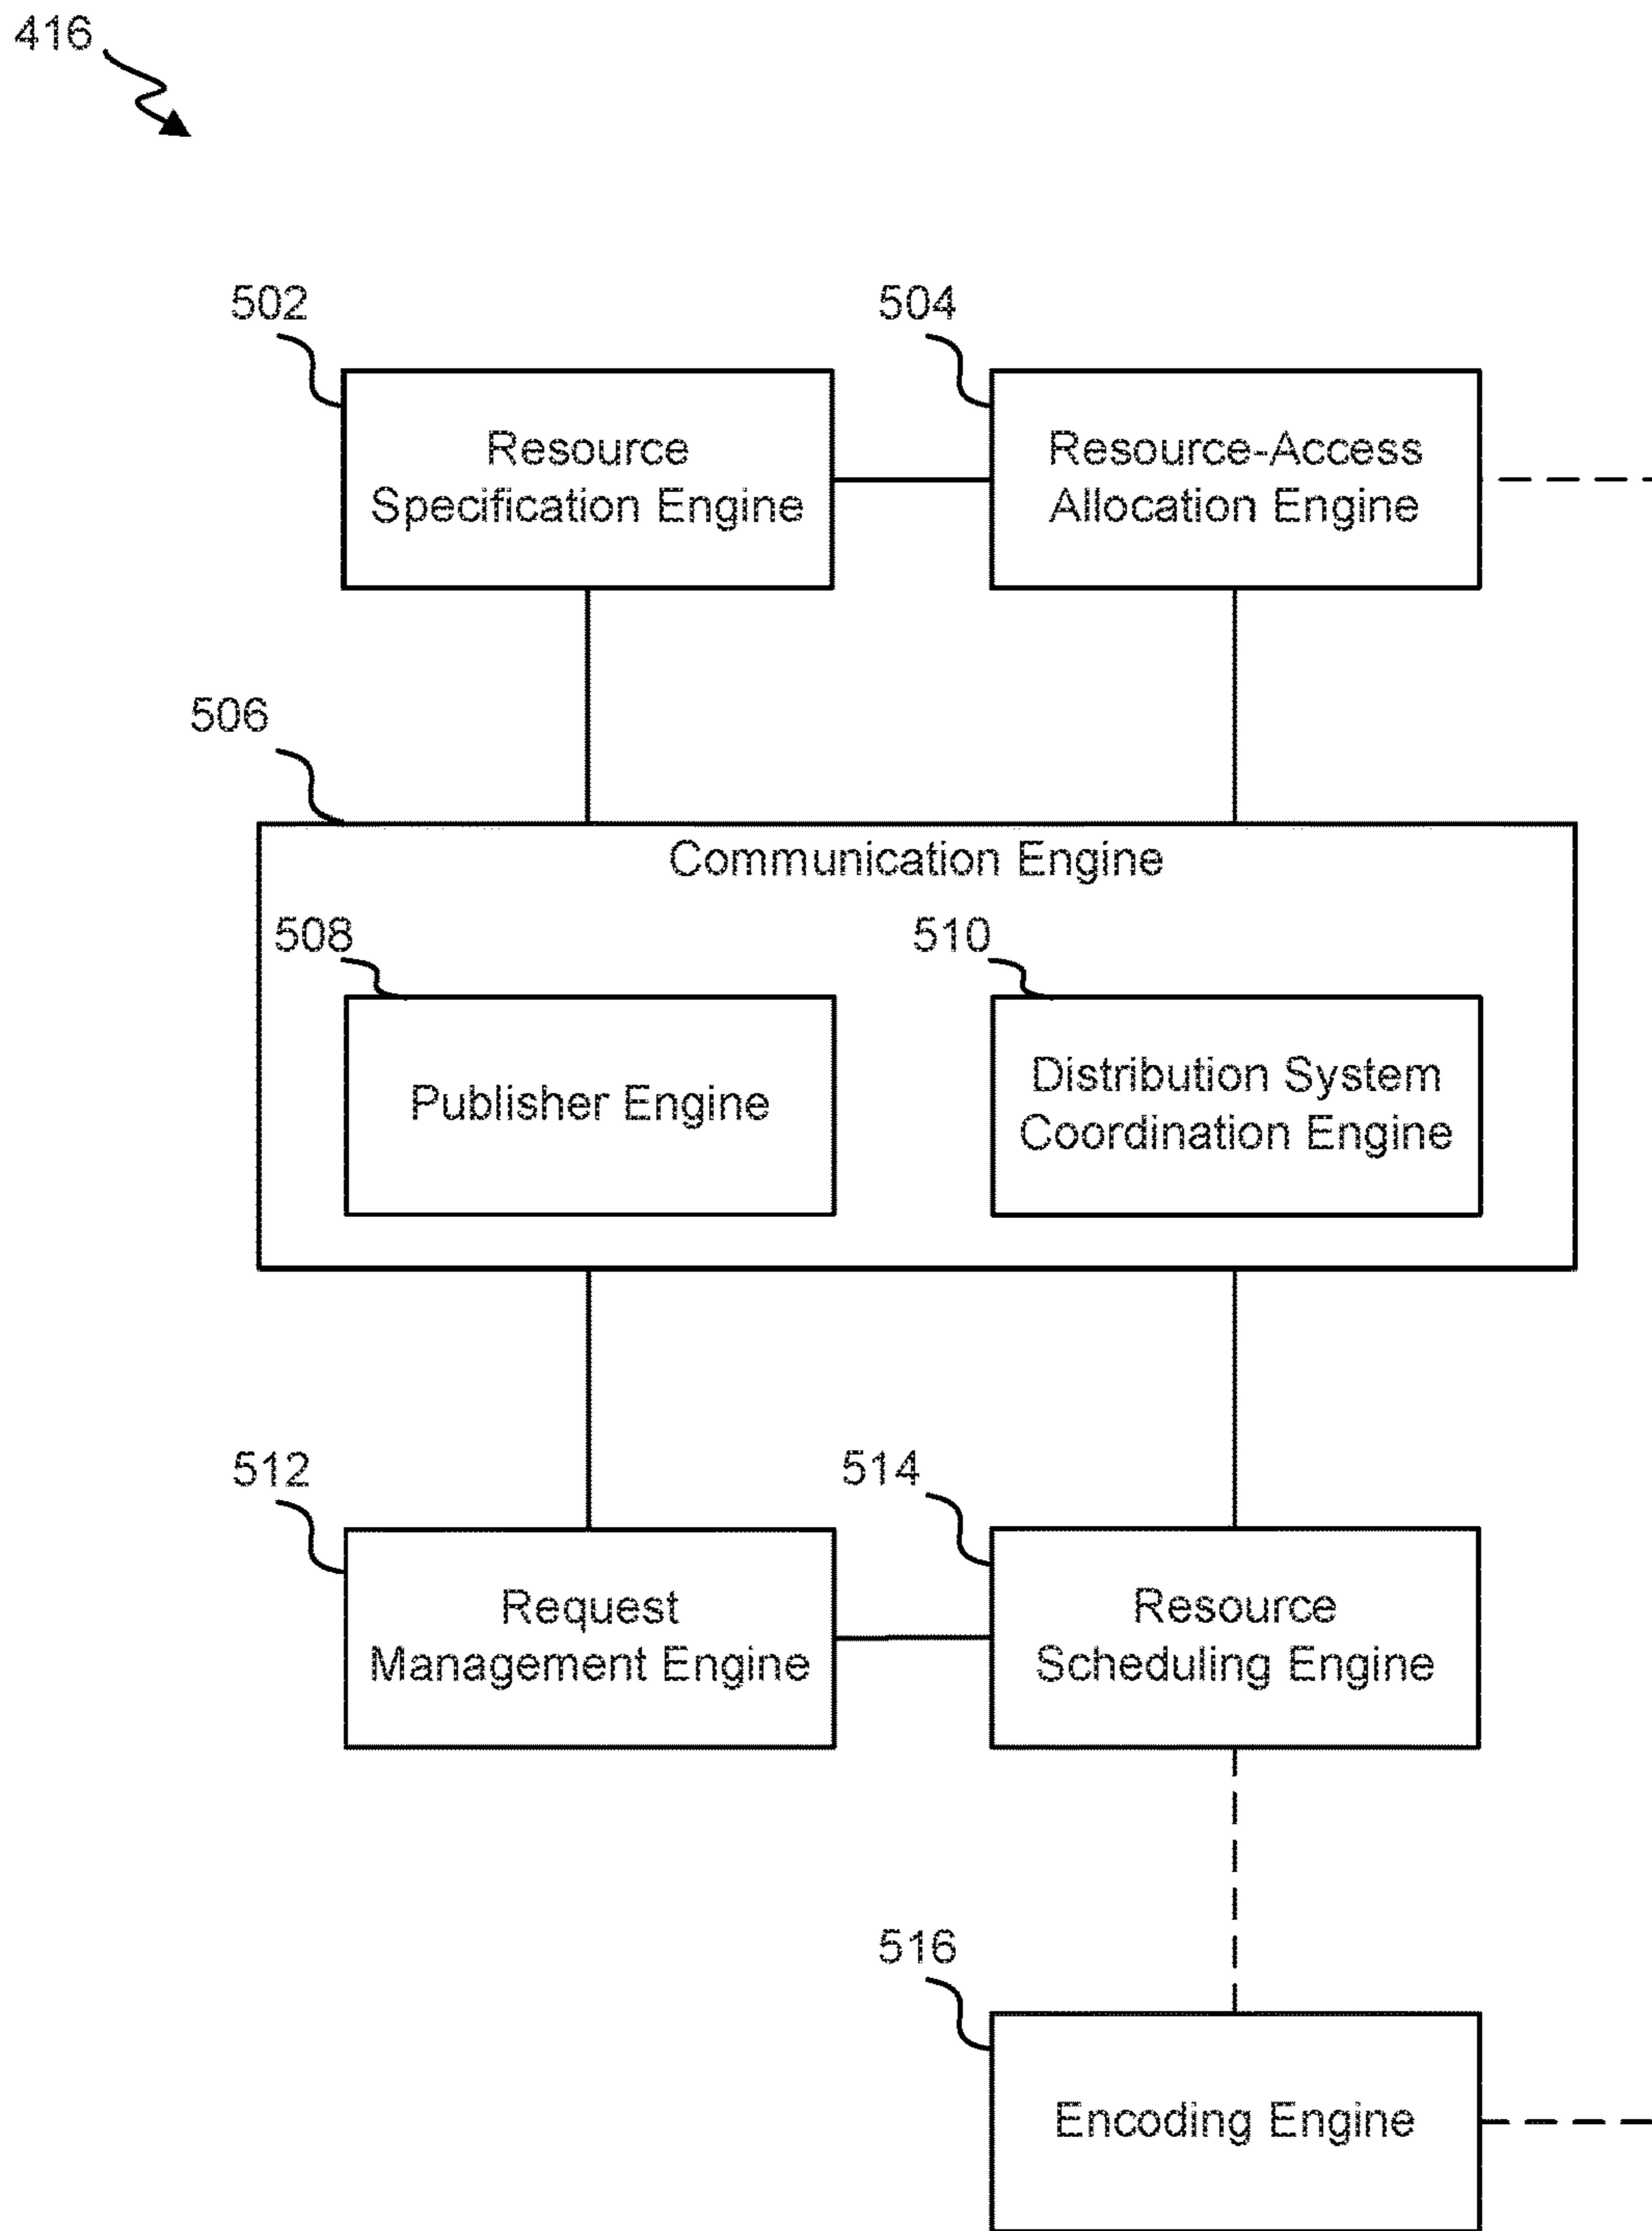 416
502
504
Resource
Specification Engine
Resource-Access
Allocation Engine
506
Communication Engine
508
510
Publisher Engine
Distribution System
Coordination Engine
512
514
Request
Management Engine
Resource
Scheduling Engine
516
Encoding Engine